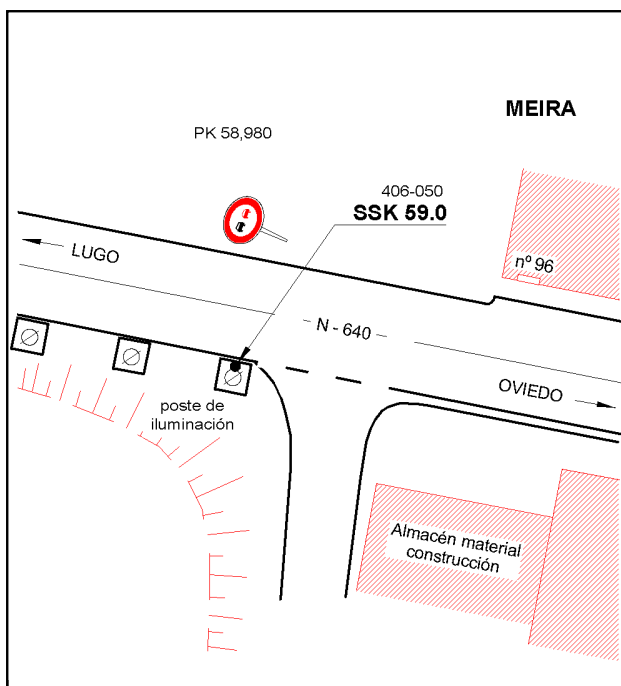 MEIRA
PK 58,980
406-050
SSK 59.0
LUGO
nº 96
N - 640
OVIEDO
poste de
iluminación
Almacén material
construcción